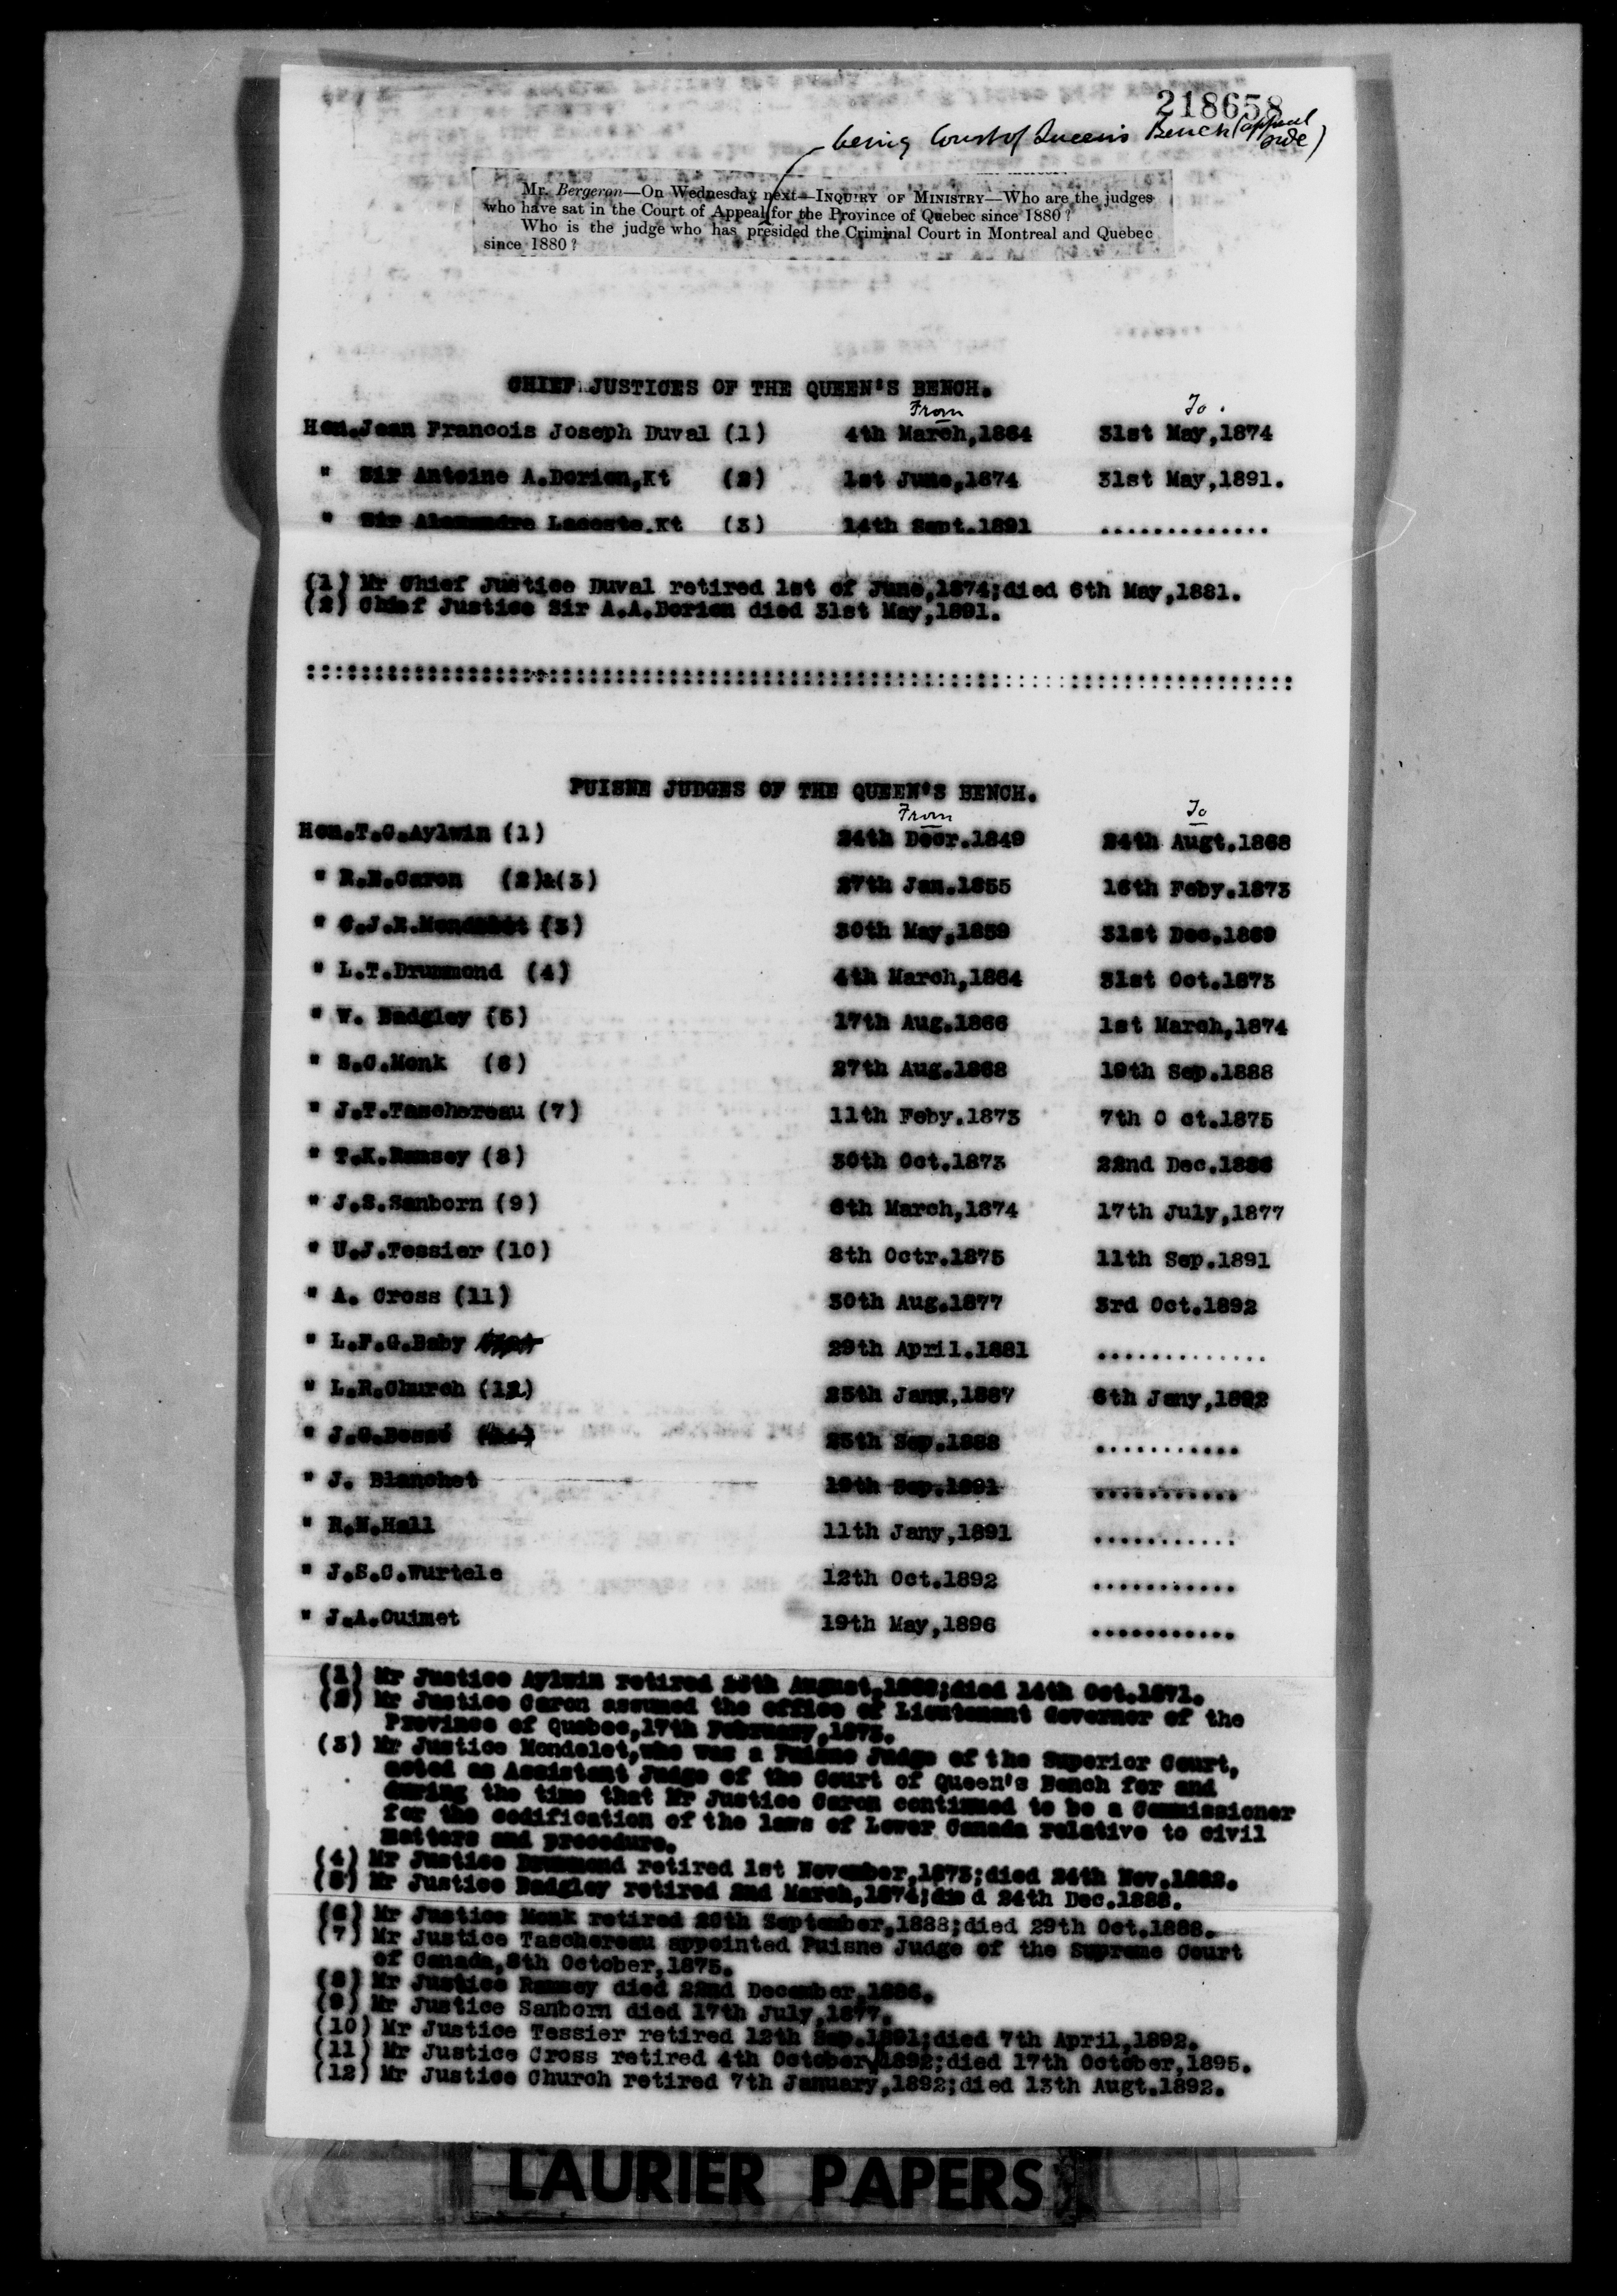 218658
being Court of Queen's Bench (appeal side)
Mr. Bergeron—On Wednesday next—INQUIRY OF MINISTRY—Who are the judges
who have sat in the Court of Appeal for the Province of Quebec since 1880?
Who is the judge who has presided the Criminal Court in Montreal and Quebec
since 1880?
CHIEF JUSTICES OF THE QUEEN'S BENCH.
From To.
Hon.Jean Francois Joseph Duval (1) 4th March,1864 31st May,1874
" Sir Antoine A.Dorion,Kt (2) 1st June,1874 31st May,1891.
" Sir Alexandre Lacoste.Kt (3) 14th Sept.1891 .............
(1) Mr Chief Justice Duval retired 1st of June,1874;died 6th May,1881.
(2) Chief Justice Sir A.A.Dorion died 31st May,1891.
PUISNE JUDGES OF THE QUEEN'S BENCH.
From To
Hon.T.C.Aylwin (1) 24th Decr.1849 24th Augt.1868
" R.E.Caron (2)&(3) 27th Jan.1855 16th Feby.1873
" C.J.E.Mondelet (3) 30th May,1859 31st Dec,1869
" L.T.Drummond (4) 4th March,1864 31st Oct.1873
" W. Badgley (5) 17th Aug.1866 1st March,1874
" S.C.Monk (6) 27th Aug.1868 19th Sep.1888
" J.T.Taschereau (7) 11th Feby.1873 7th O ct.1875
" T.K.Ramsey (8) 30th Oct.1873 22nd Dec.1886
" J.S.Sanborn (9) 6th March,1874 17th July,1877
" U.J.Tessier (10) 8th Octr.1875 11th Sep.1891
" A. Cross (11) 30th Aug.1877 3rd Oct.1892
" L.F.G.Baby 29th April.1881 .............
" L.R.Church (12) 25th Jany,1887 6th Jany,1892
" J.G.Bossé 25th Sep.1888 ...........
" J. Blanchet 19th Sep.1891 ...........
" R.N.Hall 11th Jany,1891 ...........
" J.S.C.Wurtele 12th Oct.1892 ...........
" J.A.Ouimet 19th May,1896 ...........
(1) Mr Justice Aylwin retired August,1868;died 14th Oct.1871.
(2) Mr Justice Caron assumed the office of Lieutenant Governor of the
Province of Quebec,17th February,1873.
(3) Mr Justice Mondelet,who was a Puisne Judge of the Superior Court,
acted as Assistant Judge of the Court of Queen's Bench for and
during the time that Mr Justice Caron continued to be a Commissioner
for the codification of the laws of Lower Canada relative to civil
matters and procedure.
(4) Mr Justice Drummond retired 1st November,1873;died 24th Nov.1882.
(5) Mr Justice Badgley retired 2nd March,1874;die d 24th Dec.1888.
(6) Mr Justice Monk retired 20th September,1888;died 29th Oct.1888.
(7) Mr Justice Taschereau appointed Puisne Judge of the Supreme Court
of Canada,8th October,1875.
(8) Mr Justice Ramsey died 22nd December,1886.
(9) Mr Justice Sanborn died 17th July,1877.
(10) Mr Justice Tessier retired 12th Sep.1891;died 7th April,1892.
(11) Mr Justice Cross retired 4th October,1892;died 17th October,1895.
(12) Mr Justice Church retired 7th January,1892;died 13th Augt.1892.
LAURIER PAPERS